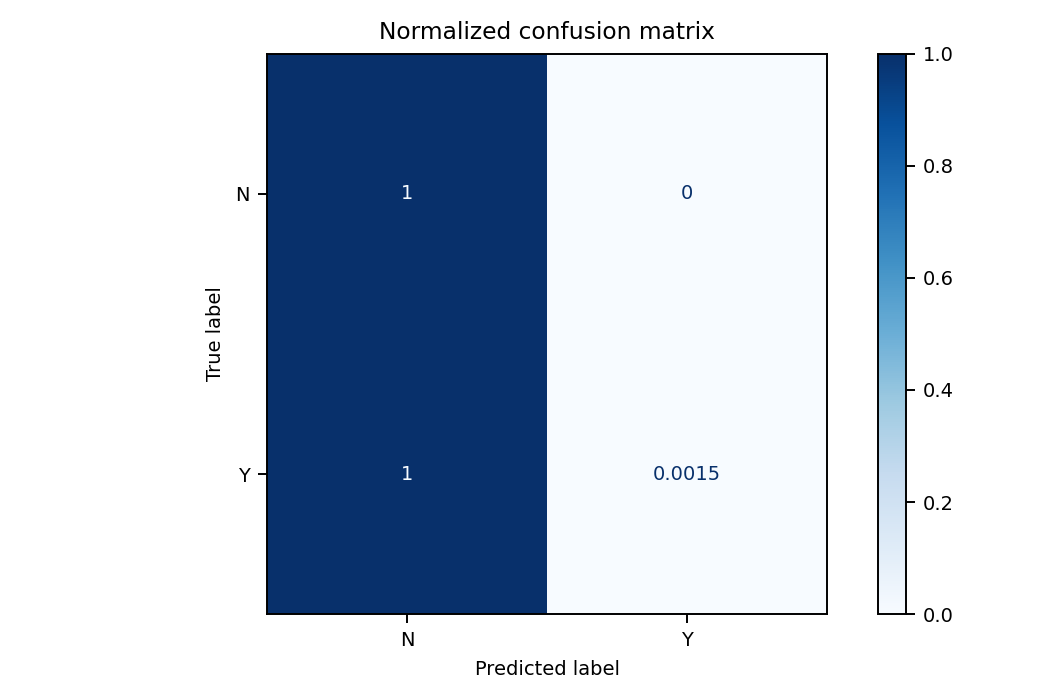 Normalized confusion matrix
1.0
0.8
0.6
0.4
0.2
0.0
True label
N
Y
1
0
1
0.0015
N
Y
Predicted label